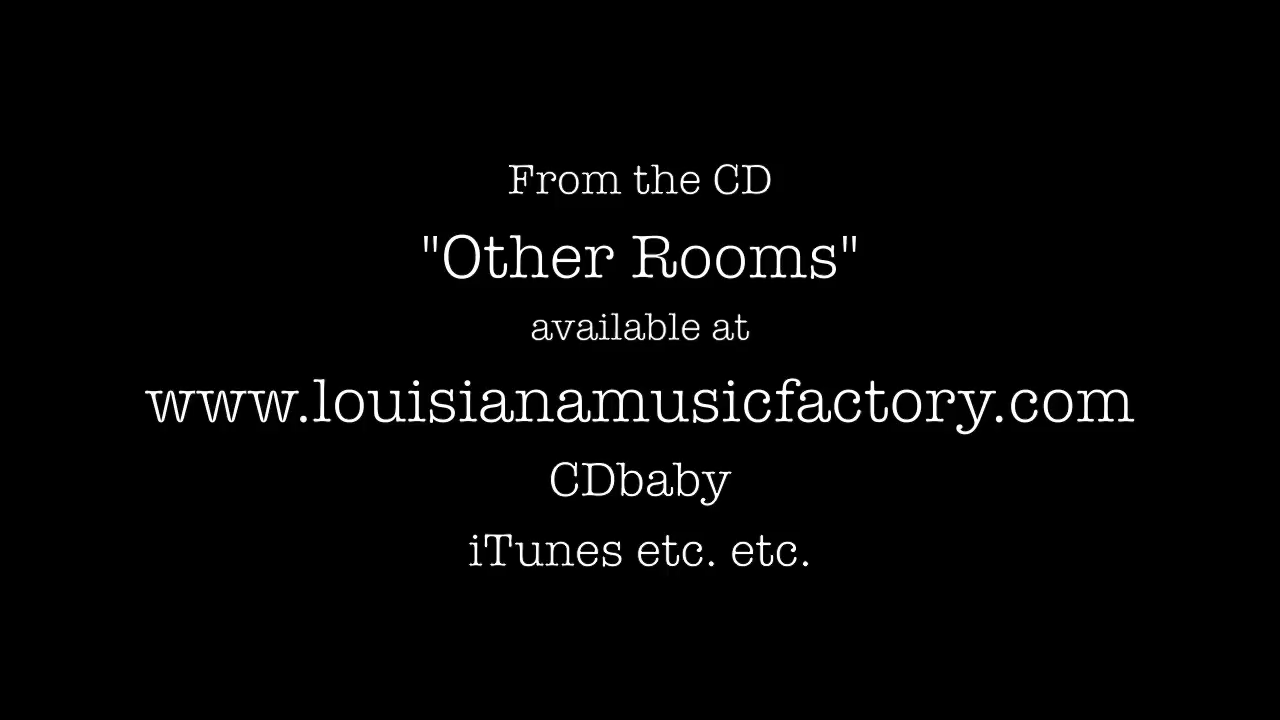 From the CD
"Other Rooms"
available at
www.louisianamusicfactory.com
CDbaby
iTunes etc. etc.